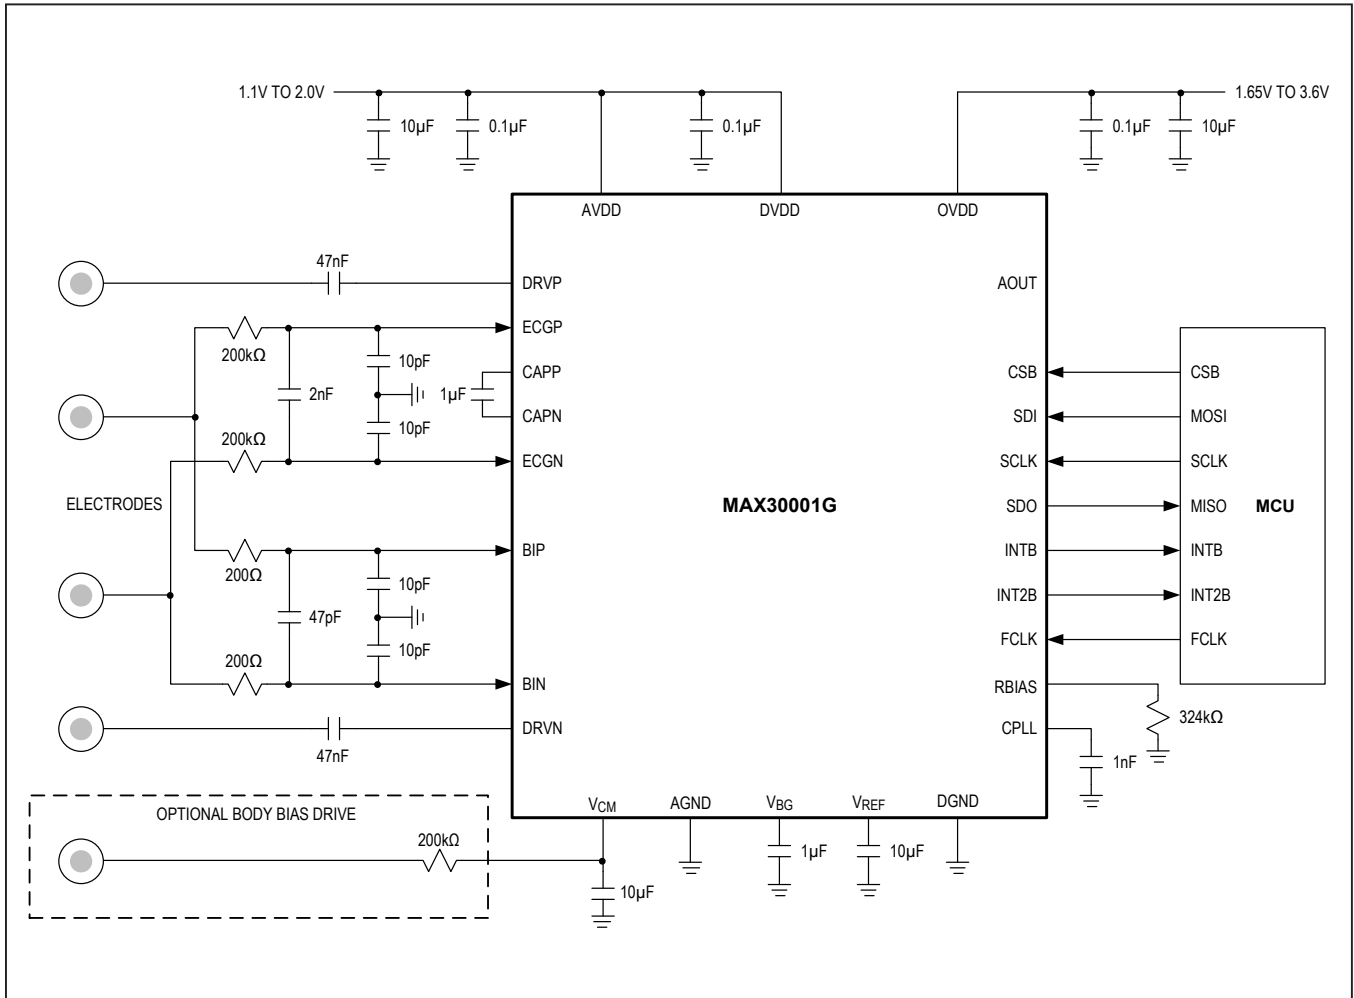 1.1V TO 2.0V
10µF
0.1µF
0.1µF
0.1µF
10µF
1.65V TO 3.6V
AVDD
DVDD
OVDD
47nF
DRVP
AOUT
ECGP
200kΩ
10pF
CAPP
CSB
CSB
2nF
1µF
CAPN
SDI
MOSI
10pF
200kΩ
ECGN
SCLK
SCLK
ELECTRODES
MAX30001G
SDO
MISO
MCU
BIP
INTB
INTB
200Ω
10pF
47pF
INT2B
INT2B
10pF
FCLK
FCLK
200Ω
BIN
RBIAS
324kΩ
DRVN
CPLL
47nF
1nF
OPTIONAL BODY BIAS DRIVE
VCM
AGND
VBG
VREF
DGND
200kΩ
1µF
10µF
10µF